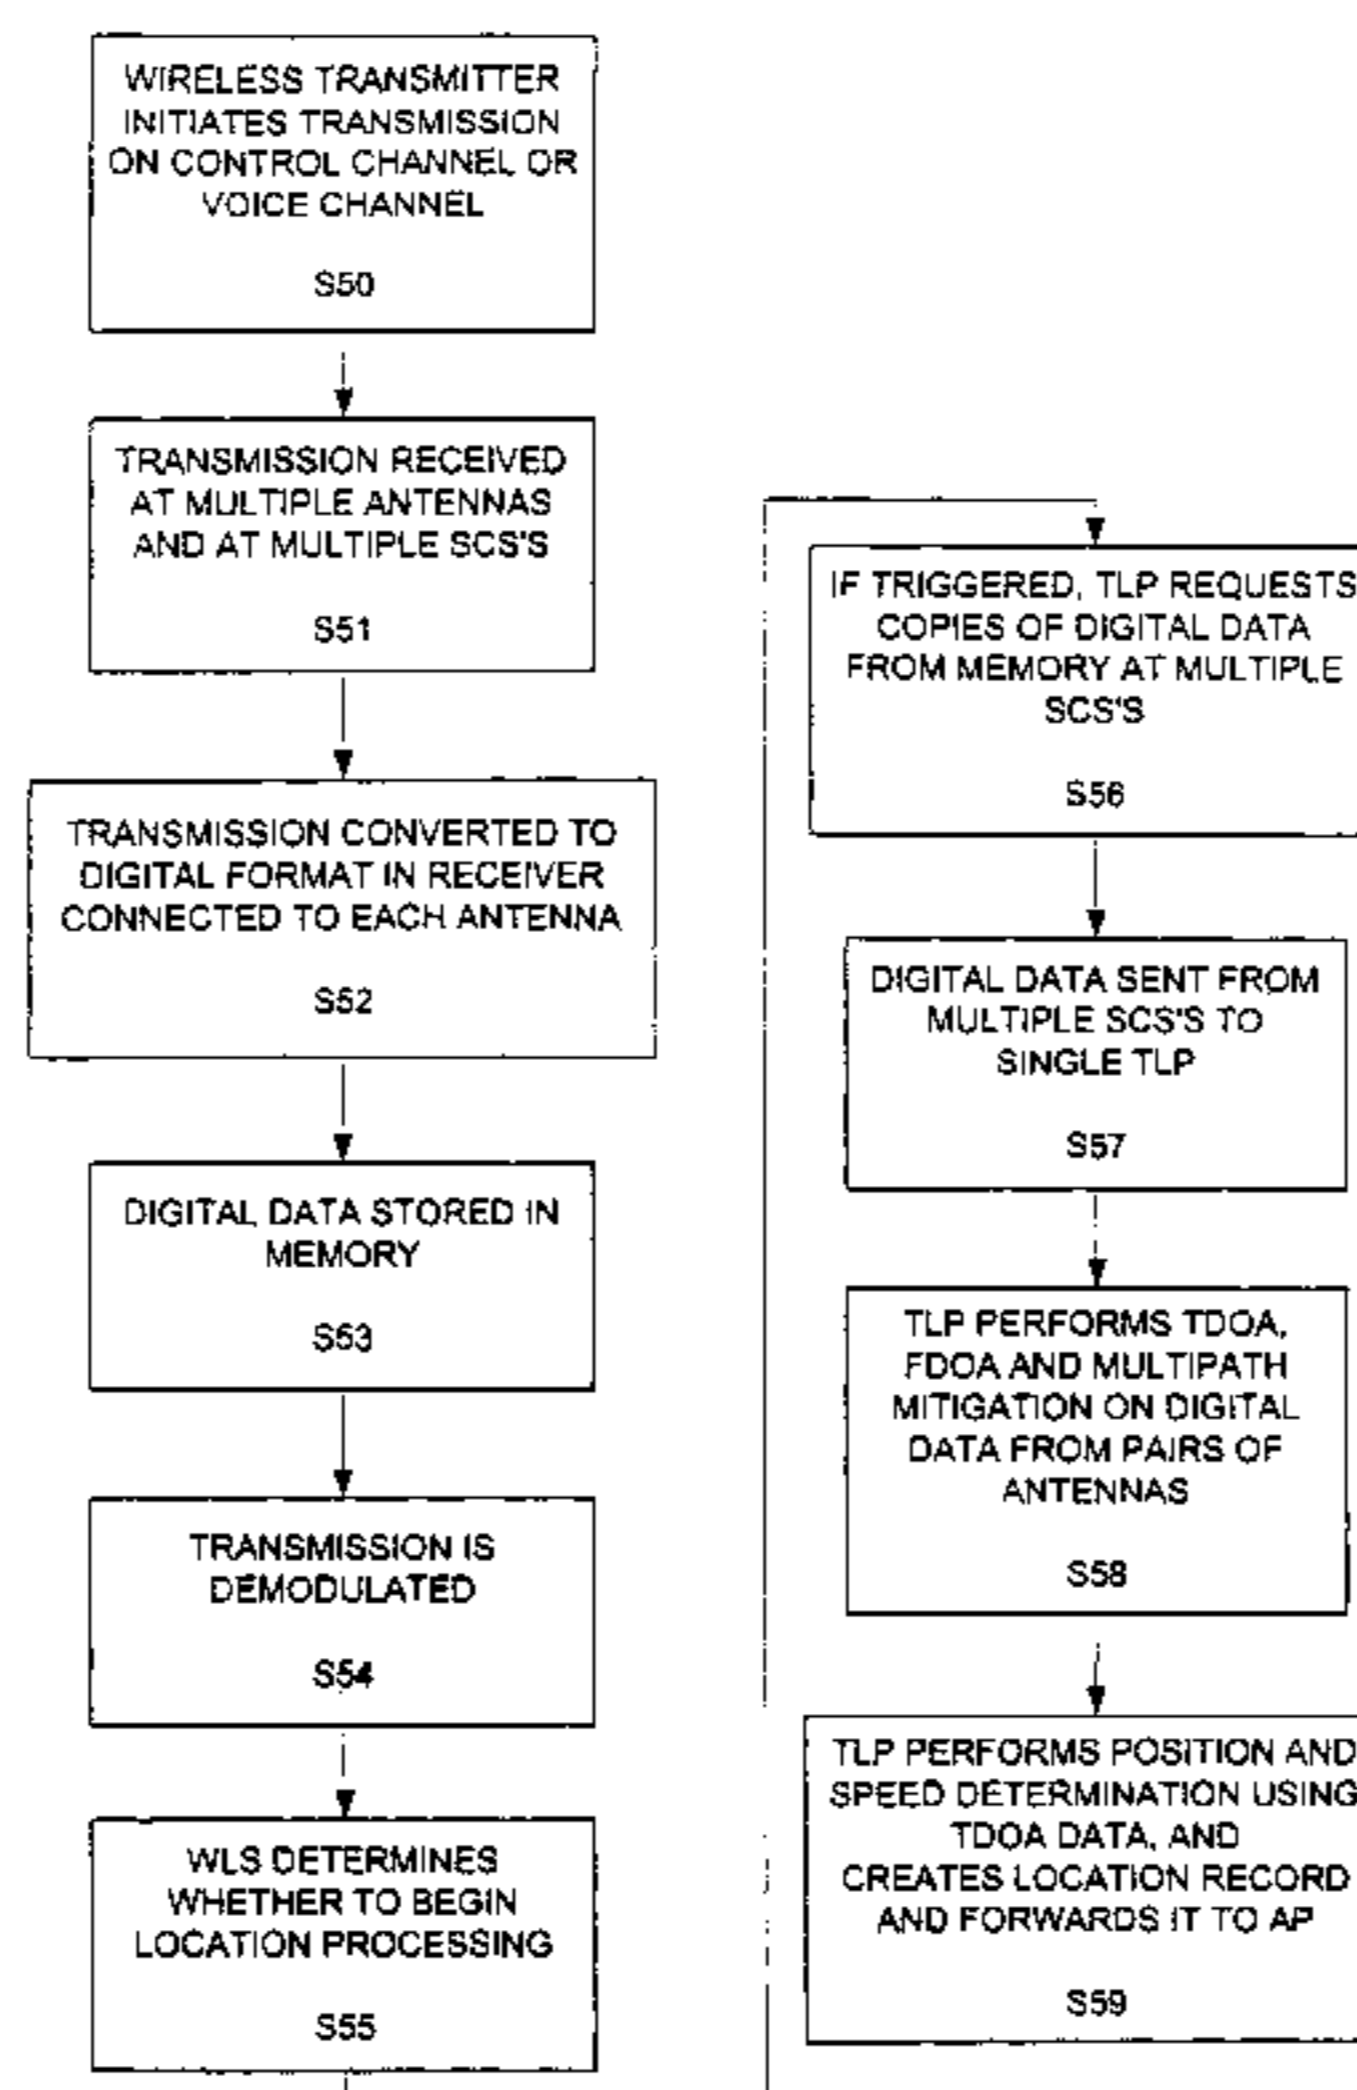 WIRELESS TRANSMITTER
INITIATES TRANSMISSION
ON CONTROL CHANNEL OR
VOICE CHANNEL
S50
TRANSMISSION RECEIVED
AT MULTIPLE ANTENNAS
AND AT MULTIPLE SCS'S
S51
TRANSMISSION CONVERTED TO
DIGITAL FORMAT IN RECEIVER
CONNECTED TO EACH ANTENNA
S52
DIGITAL DATA STORED IN
MEMORY
S53
TRANSMISSION IS
DEMODULATED
S54
WLS DETERMINES
WHETHER TO BEGIN
LOCATION PROCESSING
S55
IF TRIGGERED, TLP REQUESTS
COPIES OF DIGITAL DATA
FROM MEMORY AT MULTIPLE
SCS'S
S56
DIGITAL DATA SENT FROM
MULTIPLE SCS'S TO
SINGLE TLP
S57
TLP PERFORMS TDOA,
FDOA AND MULTIPATH
MITIGATION ON DIGITAL
DATA FROM PAIRS OF
ANTENNAS
S58
TLP PERFORMS POSITION AND
SPEED DETERMINATION USING
TDOA DATA, AND
CREATES LOCATION RECORD
AND FORWARDS IT TO AP
S59